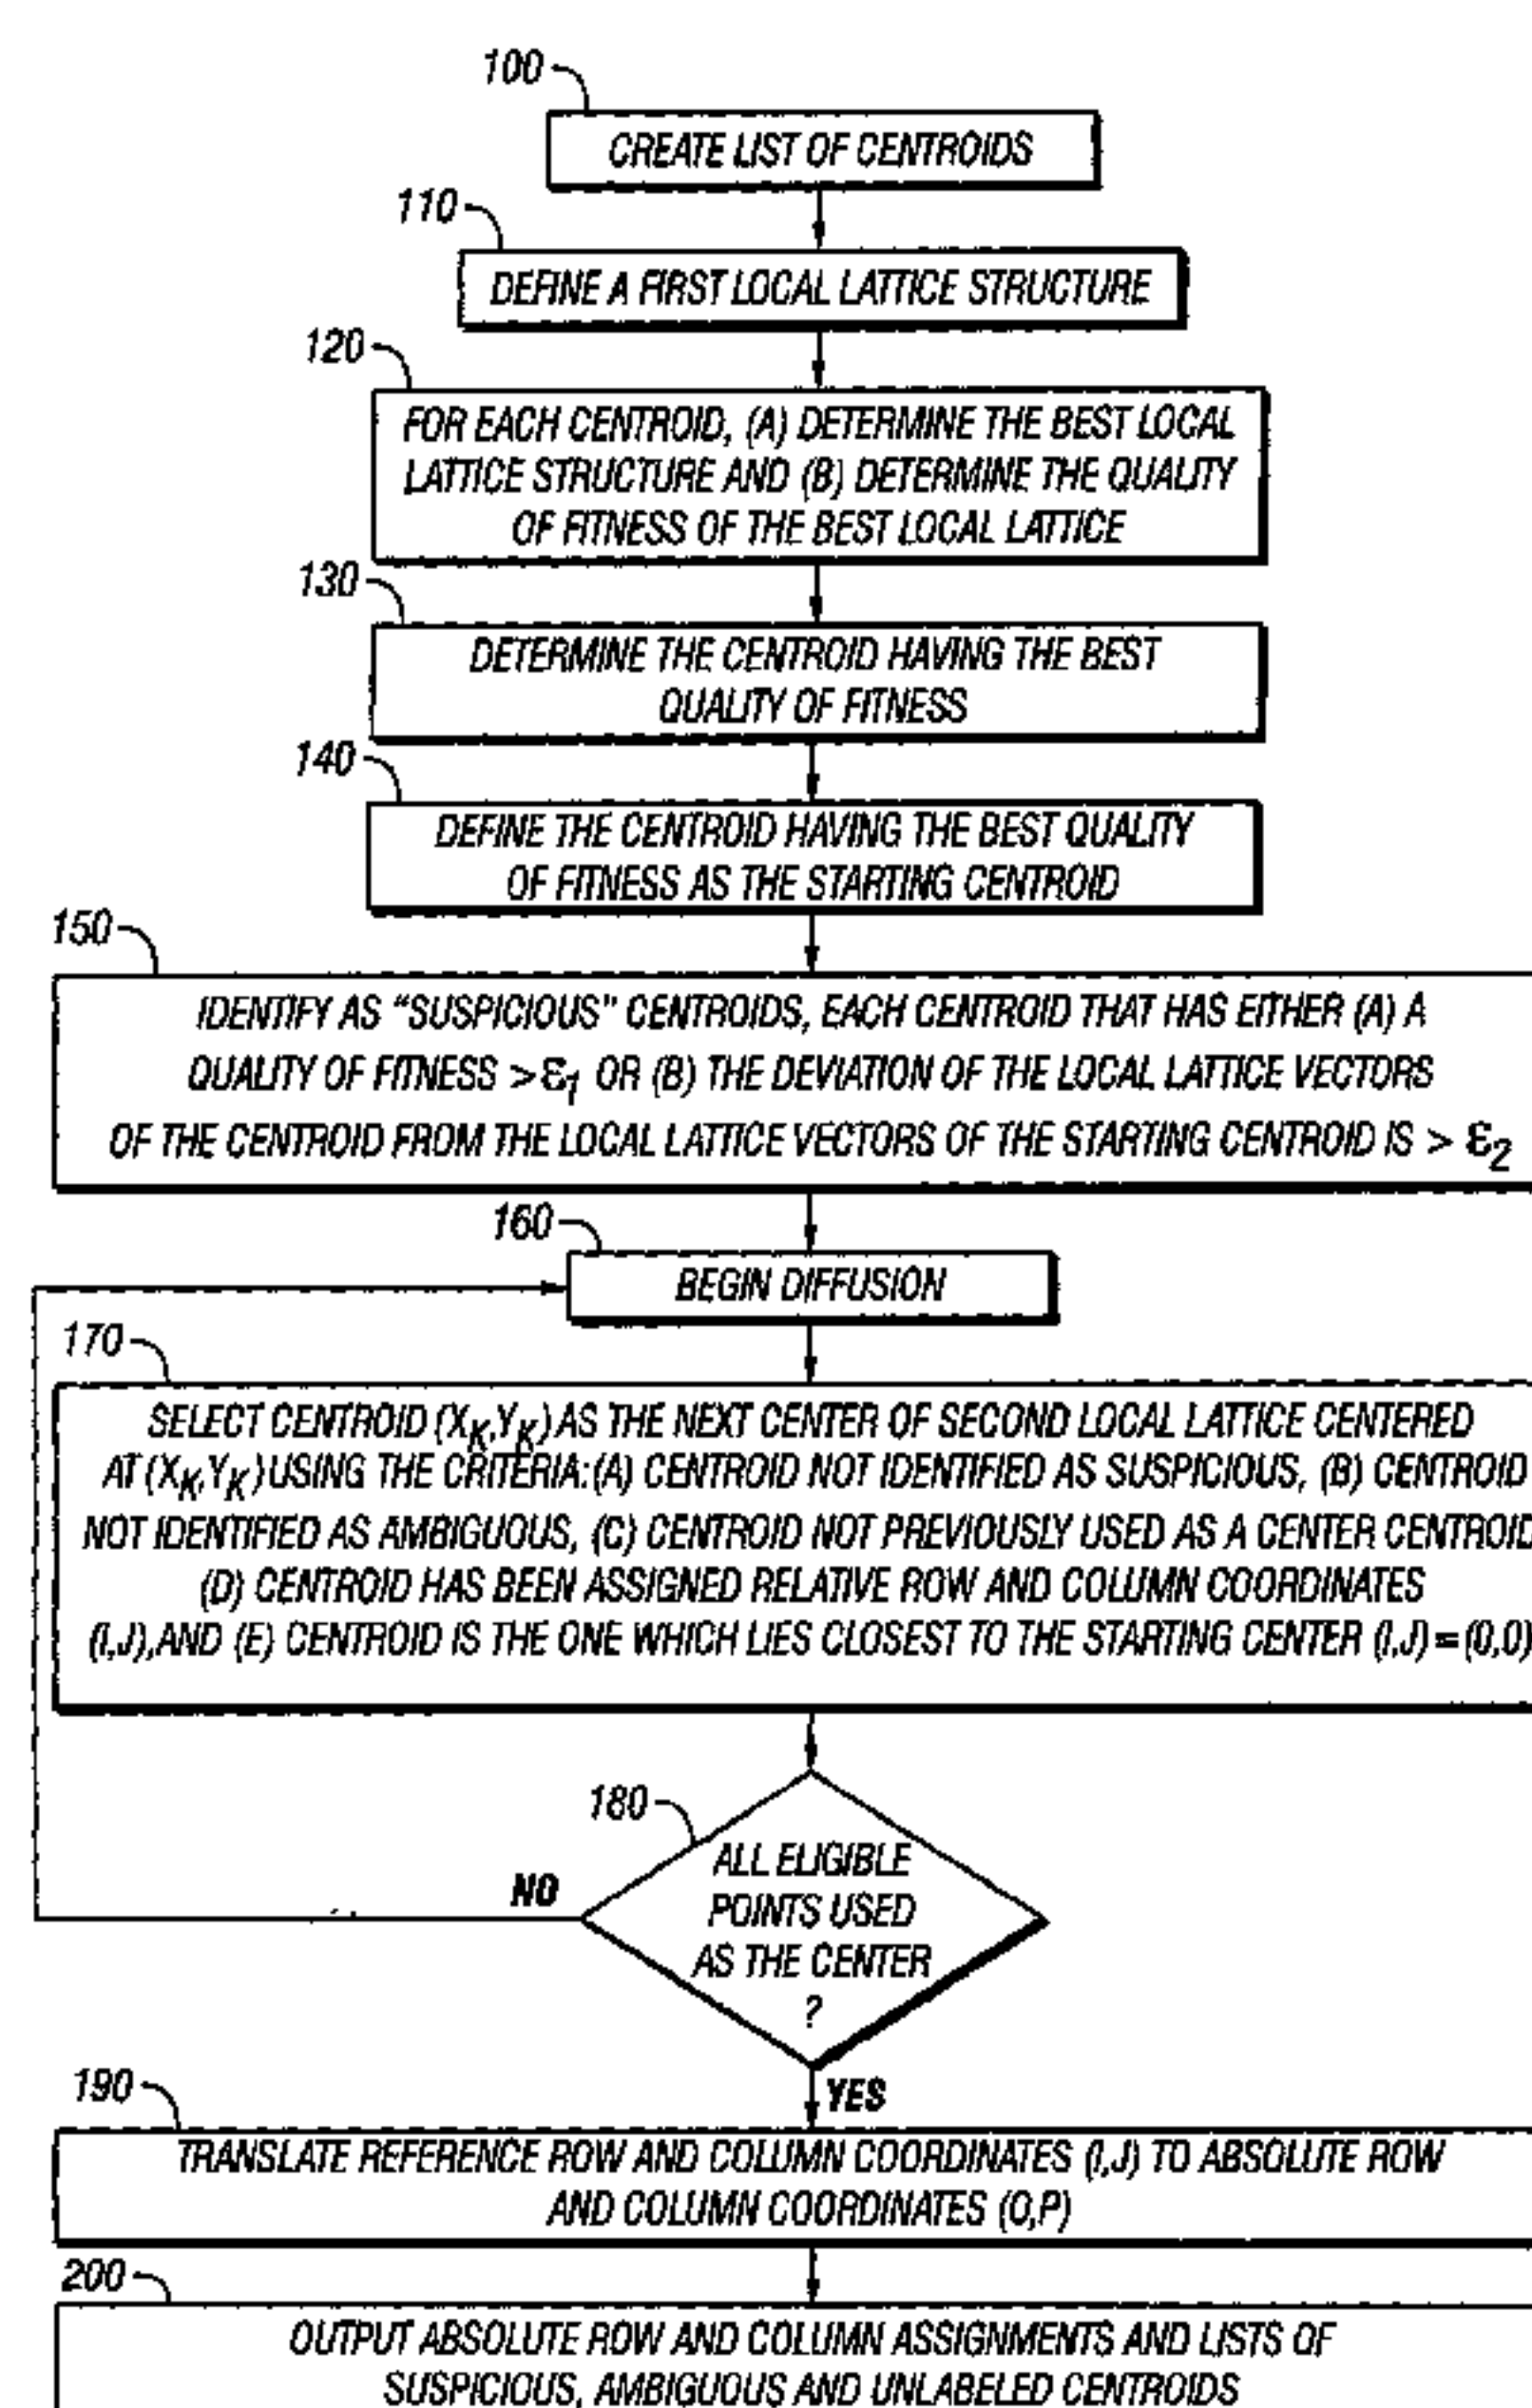 100
CREATE LIST OF CENTROIDS
110
DEFINE A FIRST LOCAL LATTICE STRUCTURE
120
FOR EACH CENTROID, (A) DETERMINE THE BEST LOCAL
LATTICE STRUCTURE AND (B) DETERMINE THE QUALITY
OF FITNESS OF THE BEST LOCAL LATTICE
130
DETERMINE THE CENTROID HAVING THE BEST
QUALITY OF FITNESS
140
DEFINE THE CENTROID HAVING THE BEST QUALITY
OF FITNESS AS THE STARTING CENTROID
150
IDENTIFY AS "SUSPICIOUS" CENTROIDS, EACH CENTROID THAT HAS EITHER (A) A
QUALITY OF FITNESS > ε1 OR (B) THE DEVIATION OF THE LOCAL LATTICE VECTORS
OF THE CENTROID FROM THE LOCAL LATTICE VECTORS OF THE STARTING CENTROID IS > ε2
160
BEGIN DIFFUSION
170
SELECT CENTROID (XK,YK) AS THE NEXT CENTER OF SECOND LOCAL LATTICE CENTERED
AT (XK,YK) USING THE CRITERIA:(A) CENTROID NOT IDENTIFIED AS SUSPICIOUS, (B) CENTROID
NOT IDENTIFIED AS AMBIGUOUS, (C) CENTROID NOT PREVIOUSLY USED AS A CENTER CENTROID
(D) CENTROID HAS BEEN ASSIGNED RELATIVE ROW AND COLUMN COORDINATES
(I,J),AND (E) CENTROID IS THE ONE WHICH LIES CLOSEST TO THE STARTING CENTER (I,J)=(0,0)
180
ALL ELIGIBLE
POINTS USED
AS THE CENTER
?
NO
YES
190
TRANSLATE REFERENCE ROW AND COLUMN COORDINATES (I,J) TO ABSOLUTE ROW
AND COLUMN COORDINATES (O,P)
200
OUTPUT ABSOLUTE ROW AND COLUMN ASSIGNMENTS AND LISTS OF
SUSPICIOUS, AMBIGUOUS AND UNLABELED CENTROIDS